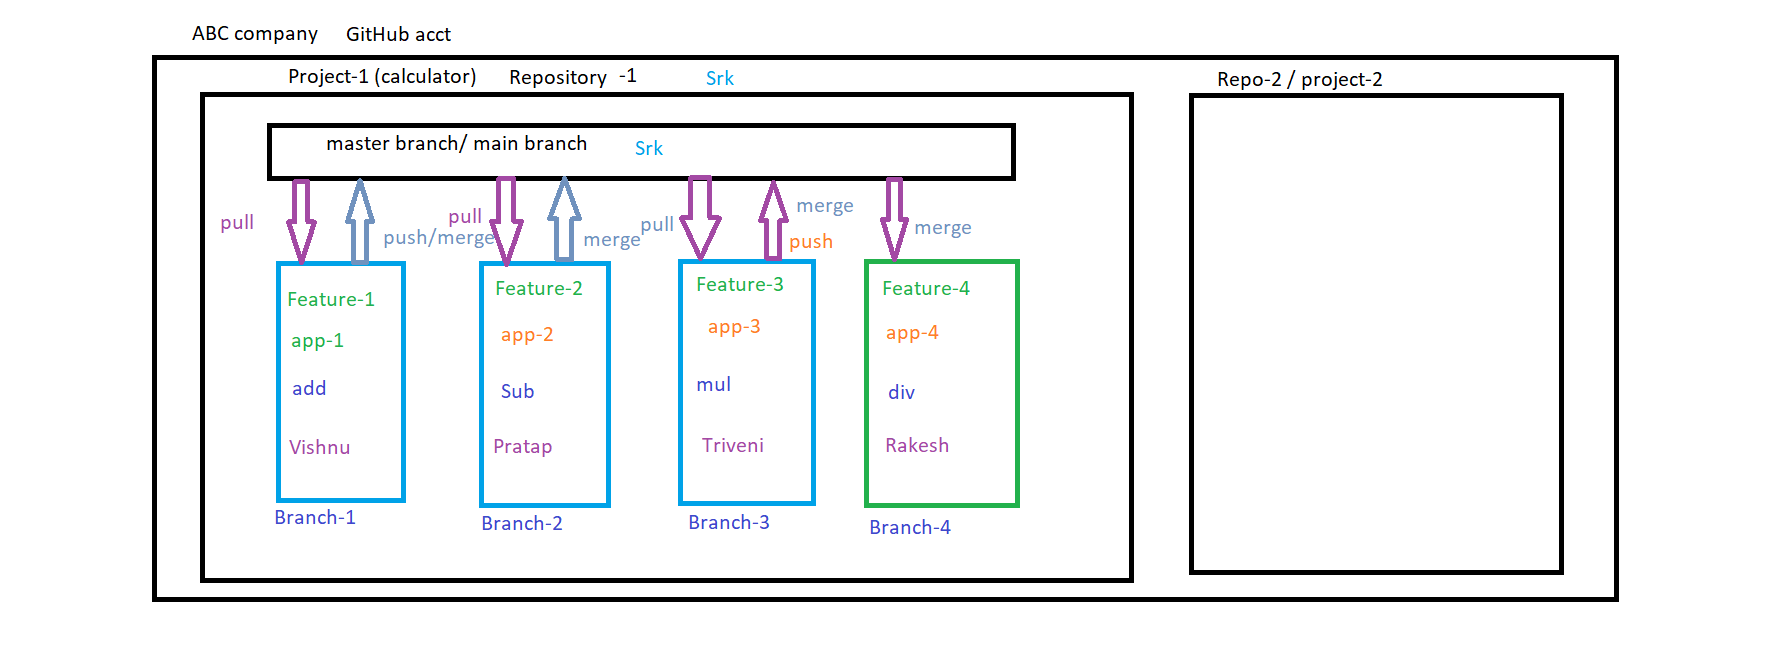 ABC company GitHub acct
Project-1 (calculator) Repository -1 Srk
Repo-2 / project-2
master branch/ main branch Srk
pull
push/merge
pull
merge
pull
merge
push
merge
Feature-1
app-1
add
Vishnu
Branch-1
Feature-2
app-2
Sub
Pratap
Branch-2
Feature-3
app-3
mul
Triveni
Branch-3
Feature-4
app-4
div
Rakesh
Branch-4